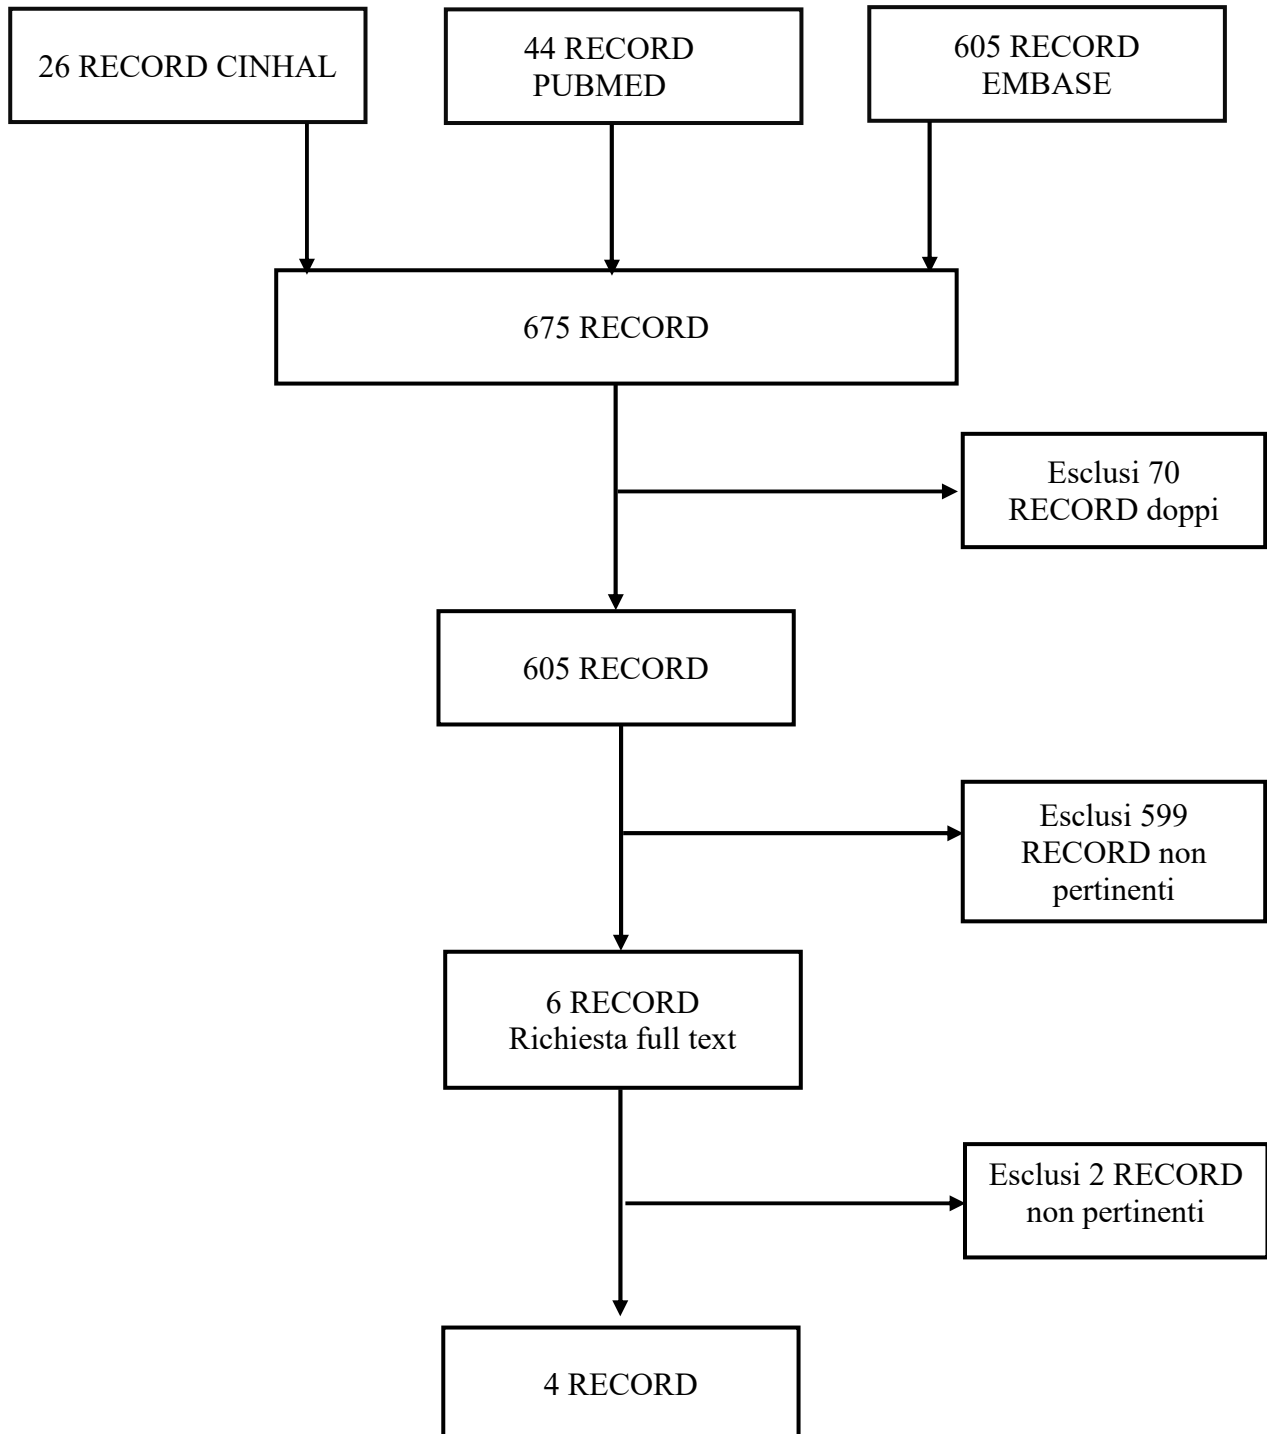 26 RECORD CINHAL
44 RECORD
PUBMED
605 RECORD
EMBASE
675 RECORD
Esclusi 70
RECORD doppi
605 RECORD
Esclusi 599
RECORD non
pertinenti
6 RECORD
Richiesta full text
Esclusi 2 RECORD
non pertinenti
4 RECORD